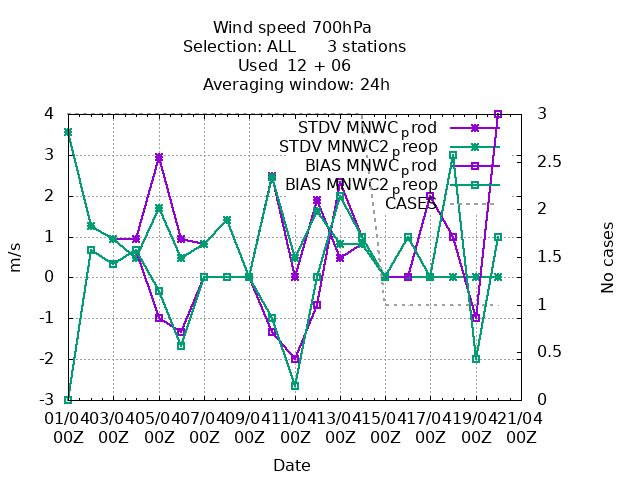 Wind speed 700hPa
Selection: ALL 3 stations
Used 12 + 06
Averaging window: 24h
4
3
2
1
0
-1
-2
-3
m/s
3
2.5
2
1.5
1
0.5
0
No cases
STDV MNWC_prod
STDV MNWC2_preop
BIAS MNWC_prod
BIAS MNWC2_preop
CASES
01/04 03/04 05/04 07/04 09/04 11/04 13/04 15/04 17/04 19/04 21/04
00Z 00Z 00Z 00Z 00Z 00Z 00Z 00Z 00Z 00Z 00Z
Date